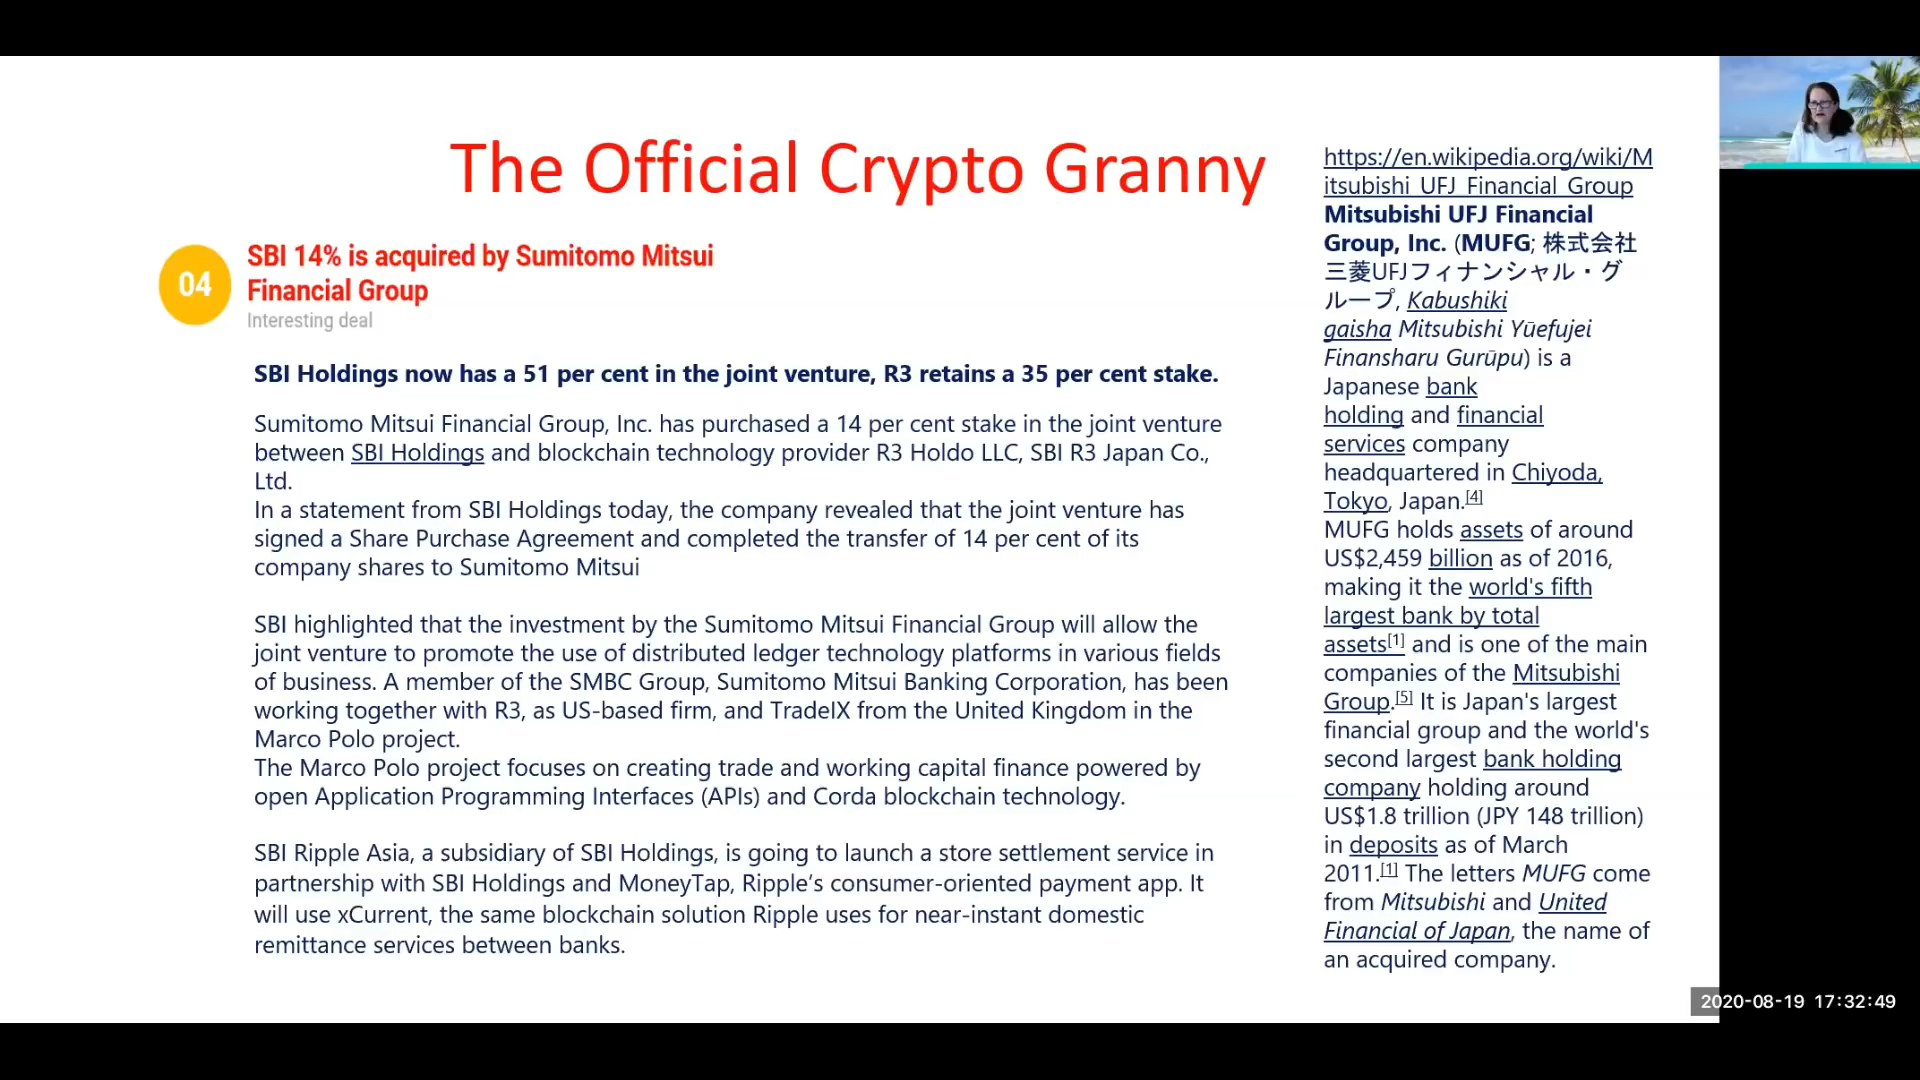 The Official Crypto Granny
04
SBI 14% is acquired by Sumitomo Mitsui
Financial Group
Interesting deal
SBI Holdings now has a 51 per cent in the joint venture, R3 retains a 35 per cent stake.
Sumitomo Mitsui Financial Group, Inc. has purchased a 14 per cent stake in the joint venture
between SBI Holdings and blockchain technology provider R3 Holdo LLC, SBI R3 Japan Co.,
Ltd.
In a statement from SBI Holdings today, the company revealed that the joint venture has
signed a Share Purchase Agreement and completed the transfer of 14 per cent of its
company shares to Sumitomo Mitsui
SBI highlighted that the investment by the Sumitomo Mitsui Financial Group will allow the
joint venture to promote the use of distributed ledger technology platforms in various fields
of business. A member of the SMBC Group, Sumitomo Mitsui Banking Corporation, has been
working together with R3, as US-based firm, and TradeIX from the United Kingdom in the
Marco Polo project.
The Marco Polo project focuses on creating trade and working capital finance powered by
open Application Programming Interfaces (APIs) and Corda blockchain technology.
SBI Ripple Asia, a subsidiary of SBI Holdings, is going to launch a store settlement service in
partnership with SBI Holdings and MoneyTap, Ripple’s consumer-oriented payment app. It
will use xCurrent, the same blockchain solution Ripple uses for near-instant domestic
remittance services between banks.
https://en.wikipedia.org/wiki/M
itsubishi_UFJ_Financial_Group
Mitsubishi UFJ Financial
Group, Inc. (MUFG; 株式会社
三菱UFJフィナンシャル・グ
ループ, Kabushiki
gaisha Mitsubishi Yūefujei
Finansharu Gurūpu) is a
Japanese bank
holding and financial
services company
headquartered in Chiyoda,
Tokyo, Japan.[4]
MUFG holds assets of around
US$2,459 billion as of 2016,
making it the world's fifth
largest bank by total
assets[1] and is one of the main
companies of the Mitsubishi
Group.[5] It is Japan's largest
financial group and the world's
second largest bank holding
company holding around
US$1.8 trillion (JPY 148 trillion)
in deposits as of March
2011.[1] The letters MUFG come
from Mitsubishi and United
Financial of Japan, the name of
an acquired company.
2020-08-19 17:32:49